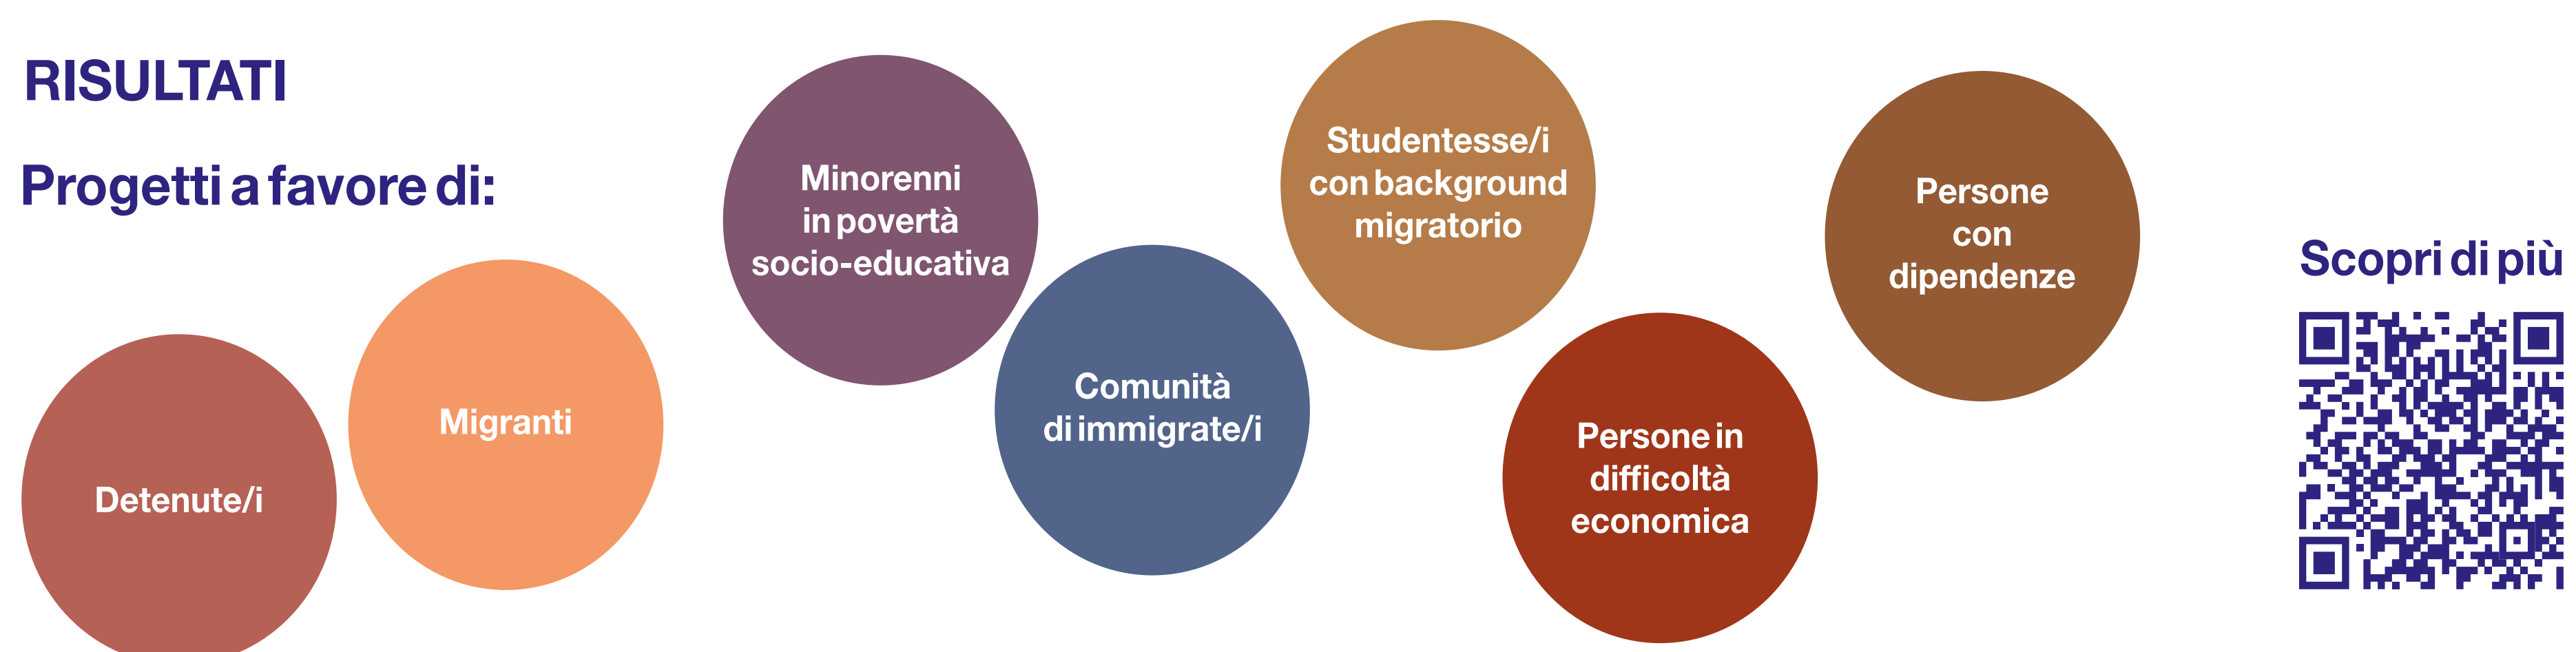 RISULTATI
Progetti a favore di:
Detenute/i
Migranti
Minorenni
in povertà
socio-educativa
Comunità
di immigrate/i
Studentesse/i
con background
migratorio
Persone in
difficoltà
economica
Persone
con
dipendenze
Scopri di più